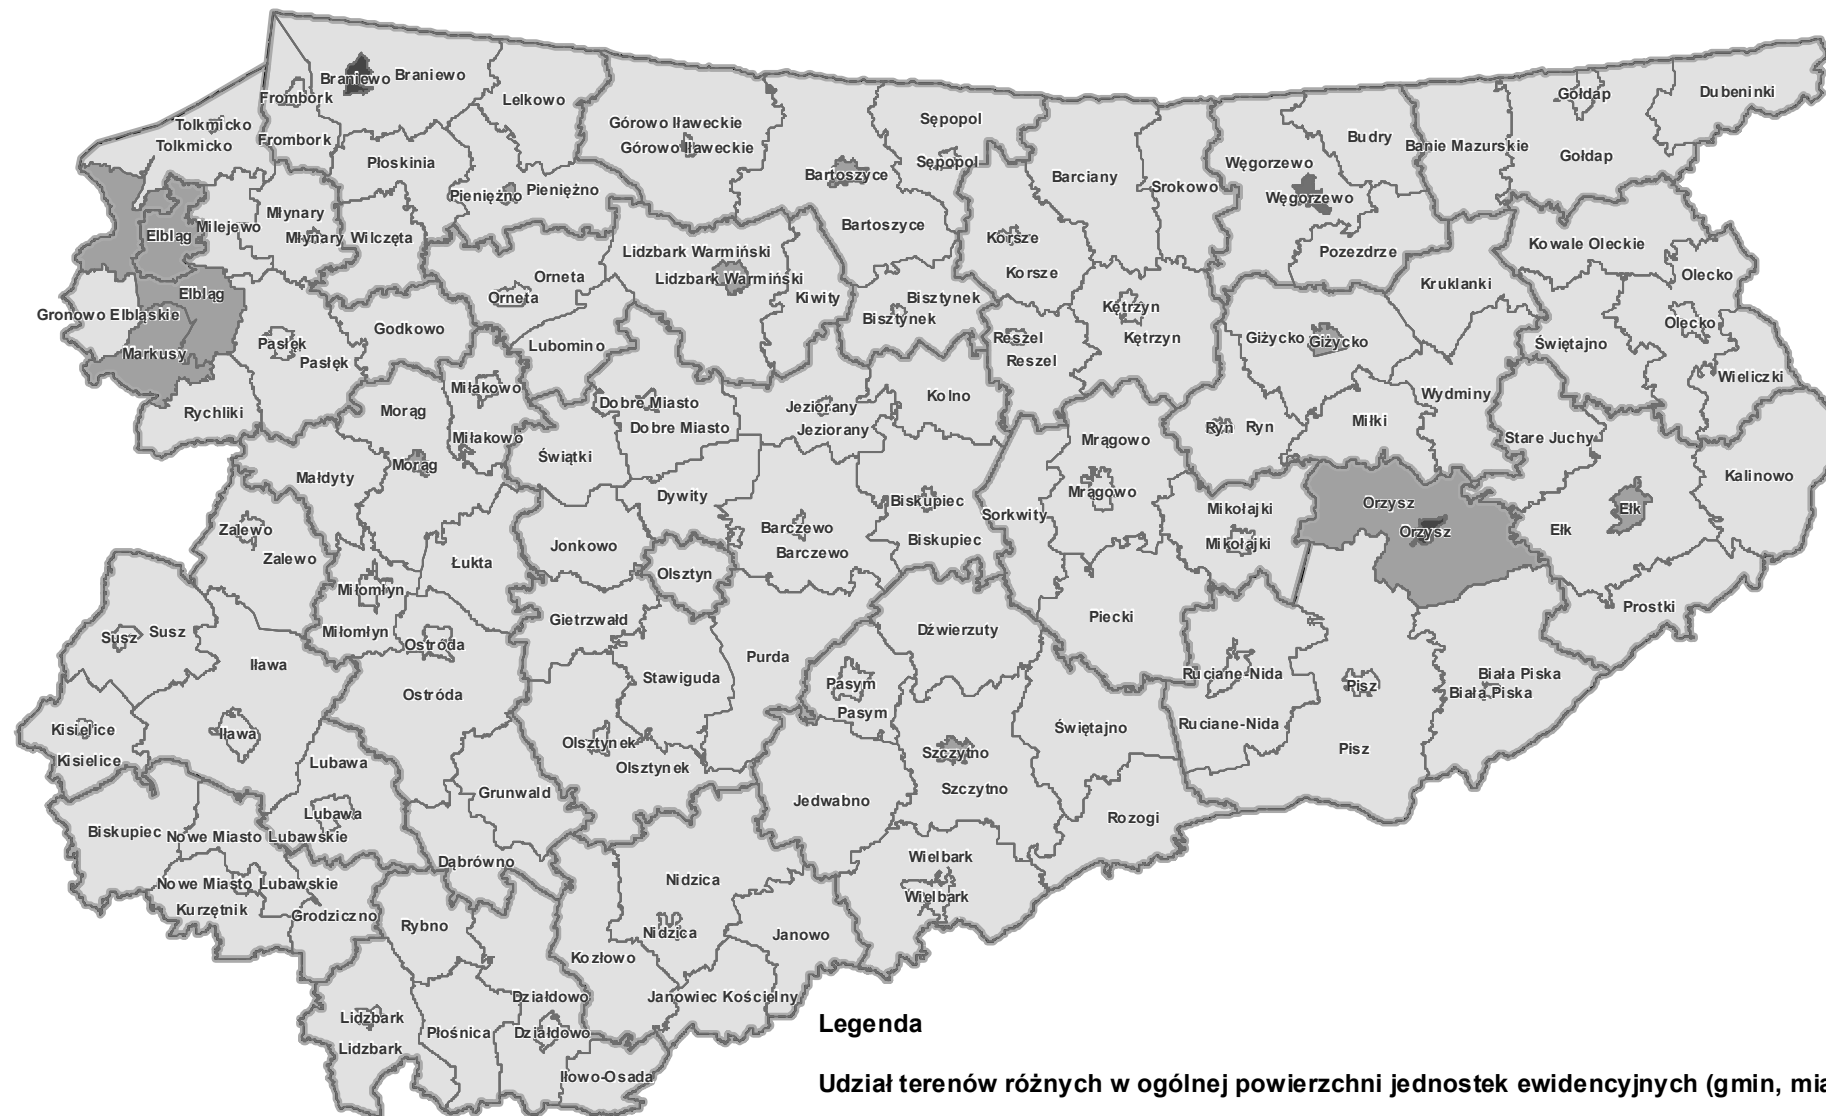 Braniewo
Braniewo
Lelkowo
Frombork
Frombork
Tolkmicko
Tolkmicko
Płoskinia
Pieniężno
Pieniężno
Górowo Iławeckie
Górowo Iławeckie
Sępopol
Sępopol
Bartoszyce
Bartoszyce
Barciany
Srokowo
Węgorzewo
Węgorzewo
Budry
Banie Mazurskie
Gołdap
Gołdap
Dubeninki
Elbląg
Milejewo
Młynary
Młynary
Wilczęta
Elbląg
Gronowo Elbląskie
Markusy
Pasłęk
Pasłęk
Godkowo
Rychliki
Orneta
Orneta
Lidzbark Warmiński
Lidzbark Warmiński
Kiwity
Lubomino
Bisztynek
Bisztynek
Korsze
Korsze
Reszel
Reszel
Kętrzyn
Kętrzyn
Pozezdrze
Kruklanki
Giżycko
Giżycko
Kowale Oleckie
Olecko
Olecko
Świętajno
Wieliczki
Wydminy
Miłki
Ryn
Ryn
Stare Juchy
Kalinowo
Ełk
Ełk
Prostki
Orzysz
Orzysz
Miłakowo
Miłakowo
Morąg
Morąg
Małdyty
Dobre Miasto
Dobre Miasto
Jeziorany
Jeziorany
Kolno
Świątki
Dywity
Barczewo
Barczewo
Biskupiec
Biskupiec
Sorkwity
Mrągowo
Mrągowo
Mikołajki
Mikołajki
Piecki
Zalewo
Zalewo
Łukta
Jonkowo
Olsztyn
Miłomłyn
Miłomłyn
Ostróda
Ostróda
Gietrzwałd
Stawiguda
Purda
Dźwierzuty
Pasym
Pasym
Susz
Susz
Iława
Iława
Kisielice
Kisielice
Lubawa
Lubawa
Olsztynek
Olsztynek
Grunwald
Dąbrówno
Szczytno
Szczytno
Świętajno
Jedwabno
Rozogi
Ruciane-Nida
Ruciane-Nida
Pisz
Pisz
Biała Piska
Biała Piska
Biskupiec
Nowe Miasto Lubawskie
Nowe Miasto Lubawskie
Kurzętnik
Grodziczno
Rybno
Wielbark
Wielbark
Nidzica
Nidzica
Janowo
Kozłowo
Janowiec Kościelny
Lidzbark
Lidzbark
Płośnica
Działdowo
Działdowo
Iłowo-Osada
Legenda
Udział terenów różnych w ogólnej powierzchni jednostek ewidencyjnych (gmin, mia